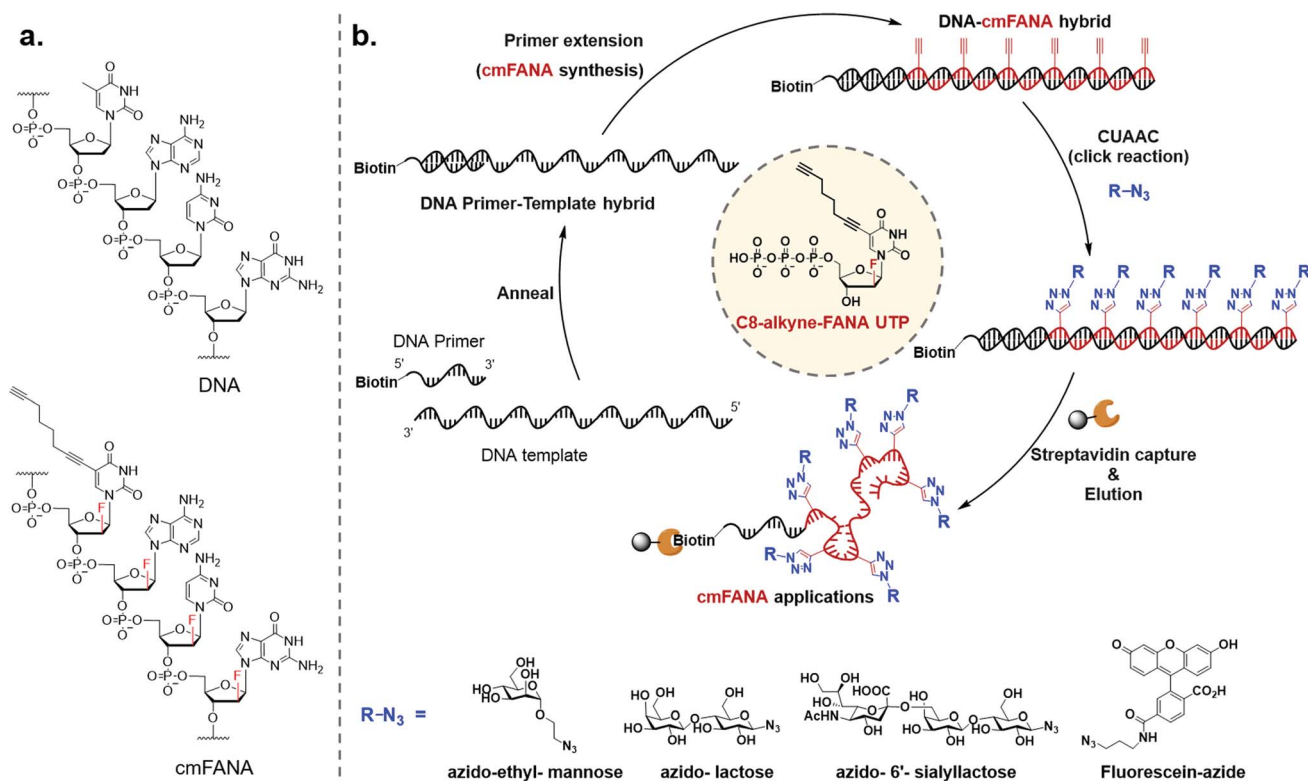 a.
DNA
cmFANA
b.
Primer extension
(cmFANA synthesis)
DNA-cmFANA hybrid
Biotin
CUAAC
(click reaction)
R–N3
Biotin
DNA Primer-Template hybrid
C8-alkyne-FANA UTP
Anneal
DNA Primer
5'
3'
Biotin
3'
5'
DNA template
R
R
R
R
R
R
Biotin
Streptavidin capture
&
Elution
Biotin
cmFANA applications
R–N3 =
azido-ethyl- mannose
azido- lactose
azido- 6'- sialyllactose
Fluorescein-azide